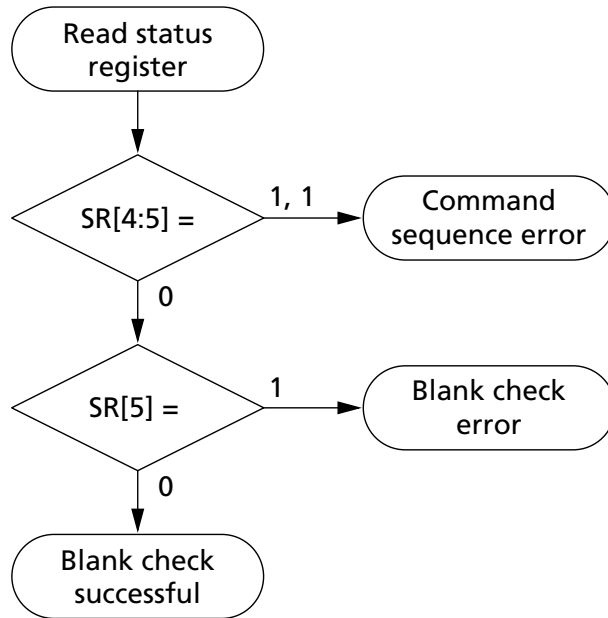 Read status
register
SR[4:5] =
1, 1
Command
sequence error
0
SR[5] =
1
Blank check
error
0
Blank check
successful